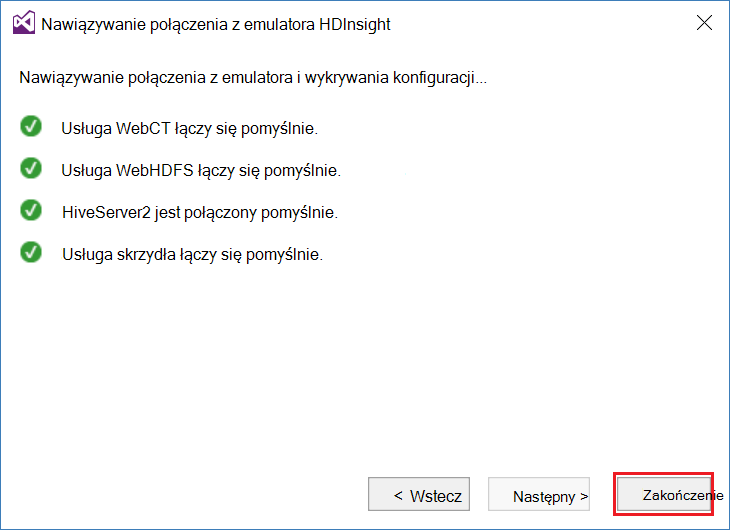 Nawiązywanie połączenia z emulatora HDInsight
Nawiązywanie połączenia z emulatora i wykrywania konfiguracji...
Usługa WebCT łączy się pomyślnie.
Usługa WebHDFS łączy się pomyślnie.
HiveServer2 jest połączony pomyślnie.
Usługa skrzydła łączy się pomyślnie.
< Wstecz
Następny >
Zakończenie